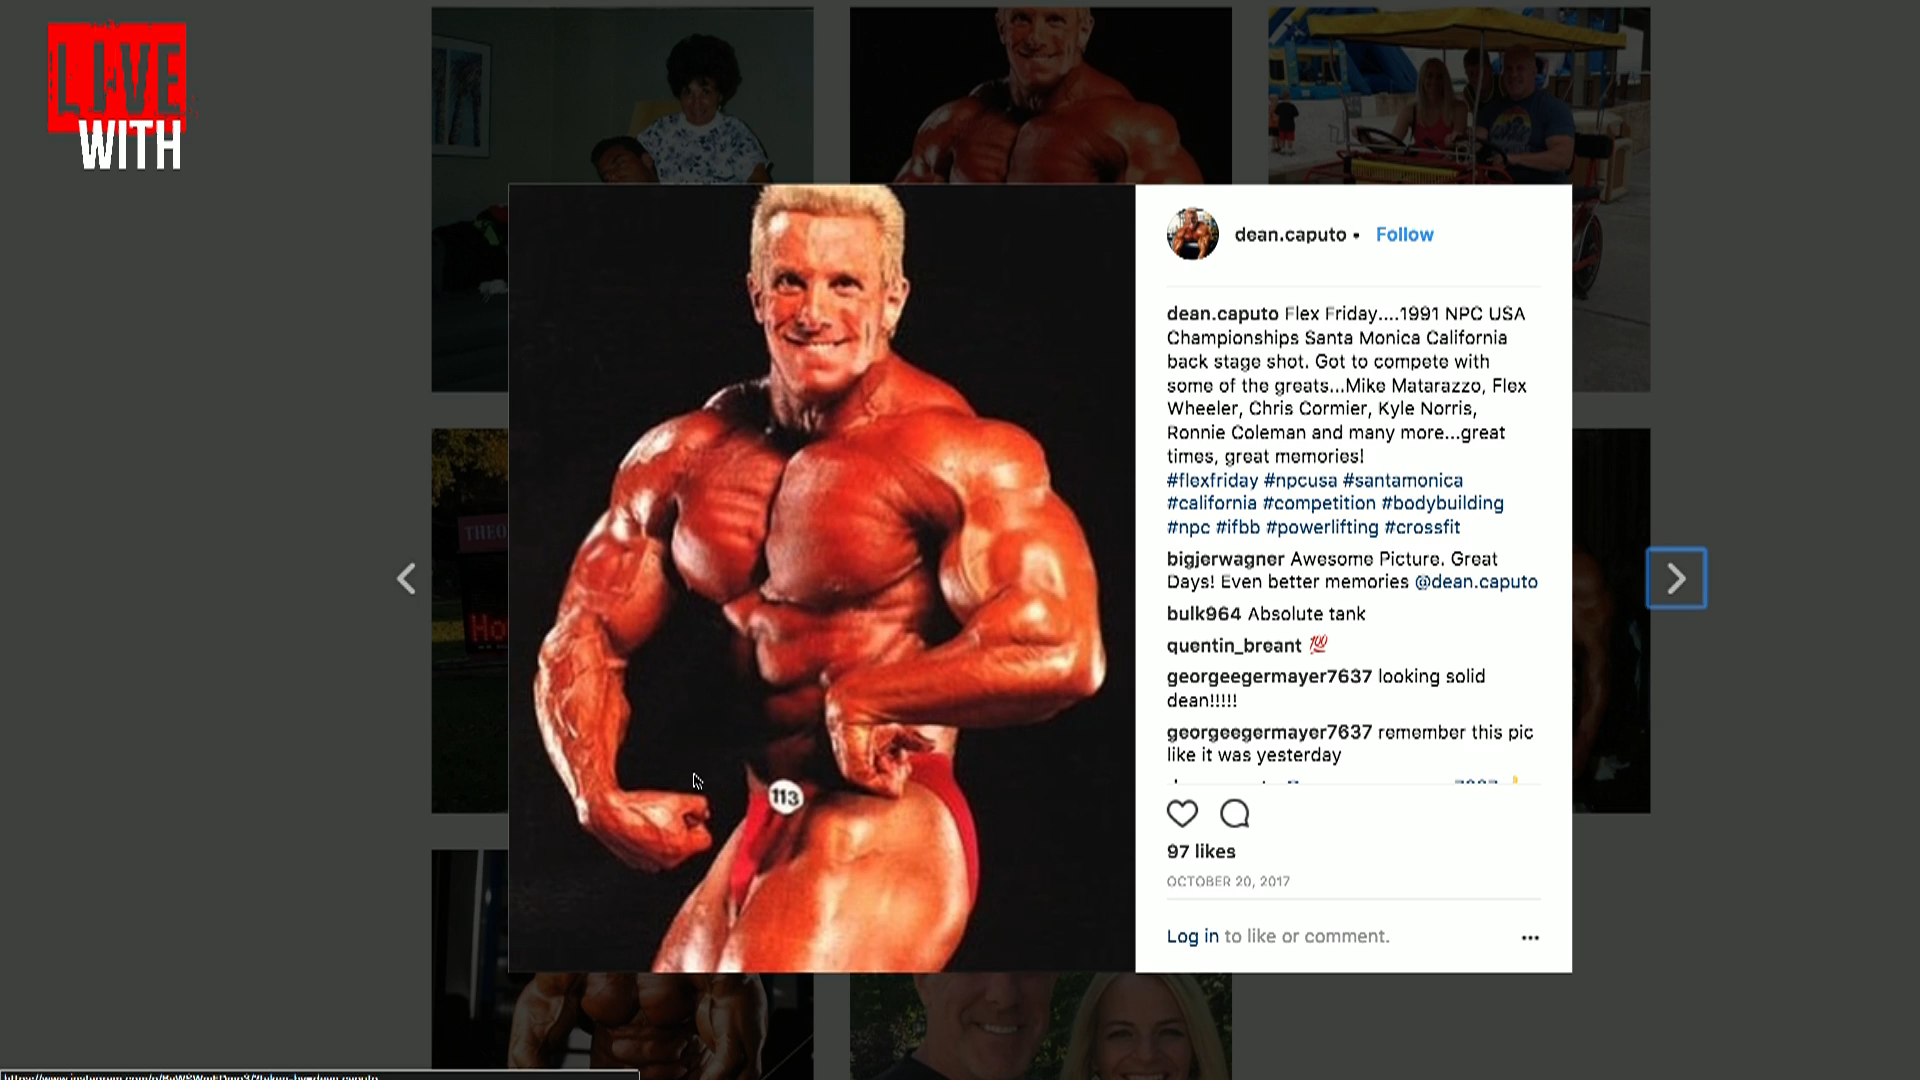 LIVE
WITH
dean.caputo • Follow
dean.caputo Flex Friday....1991 NPC USA
Championships Santa Monica California
back stage shot. Got to compete with
some of the greats...Mike Matarazzo, Flex
Wheeler, Chris Cormier, Kyle Norris,
Ronnie Coleman and many more...great
times, great memories!
#flexfriday #npcusa #santamonica
#california #competition #bodybuilding
#npc #ifbb #powerlifting #crossfit
bigjerwagner Awesome Picture. Great
Days! Even better memories @dean.caputo
bulk964 Absolute tank
quentin_breant 💯
georgeegermayer7637 looking solid
dean!!!!!
georgeegermayer7637 remember this pic
like it was yesterday
97 likes
OCTOBER 20, 2017
Log in to like or comment.
113
THEO
Ho